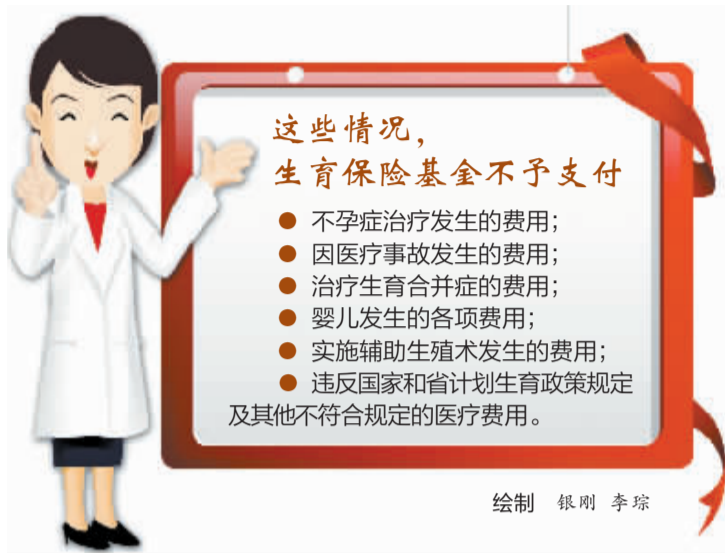 这些情况，
生育保险基金不予支付
● 不孕症治疗发生的费用；
● 因医疗事故发生的费用；
● 治疗生育合并症的费用；
● 婴儿发生的各项费用；
● 实施辅助生殖术发生的费用；
● 违反国家和省计划生育政策规定
及其他不符合规定的医疗费用。
绘制 银刚 李琮